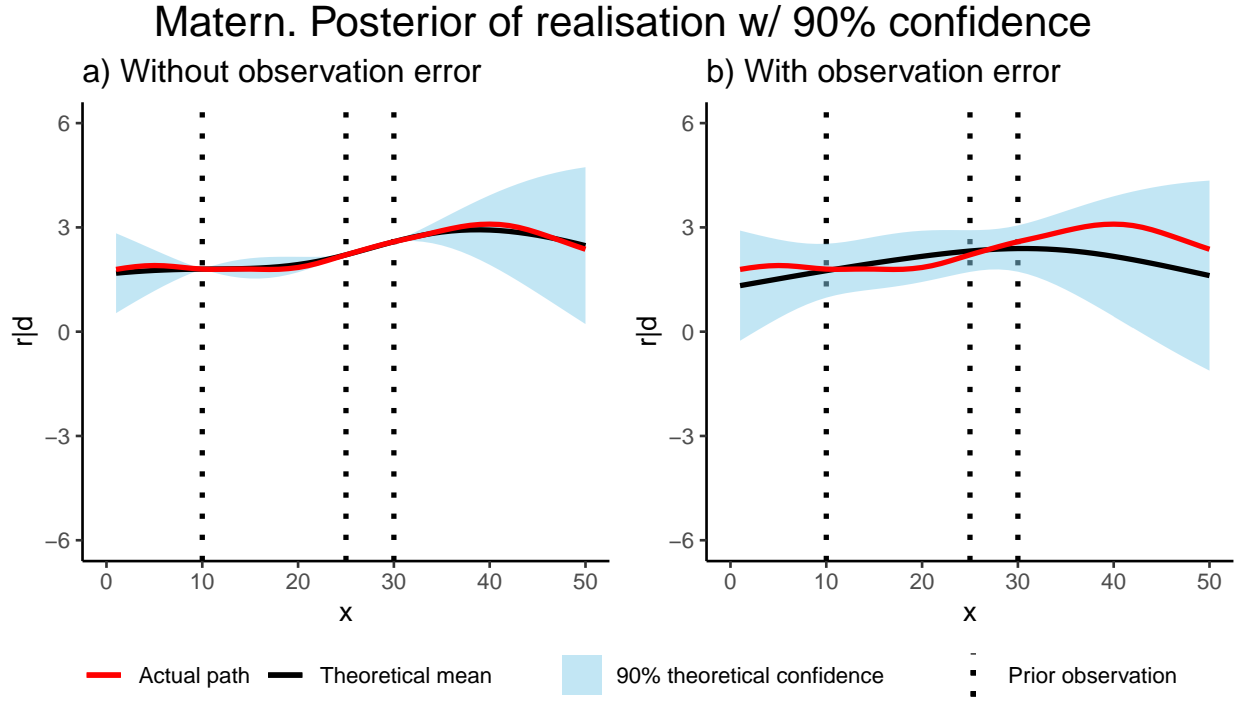 Matern. Posterior of realisation w/ 90% confidence
a) Without observation error
b) With observation error
6
3
0
−3
−6
r|d
0 10 20 30 40 50
x
6
3
0
−3
−6
r|d
0 10 20 30 40 50
x
Actual path Theoretical mean 90% theoretical confidence Prior observation